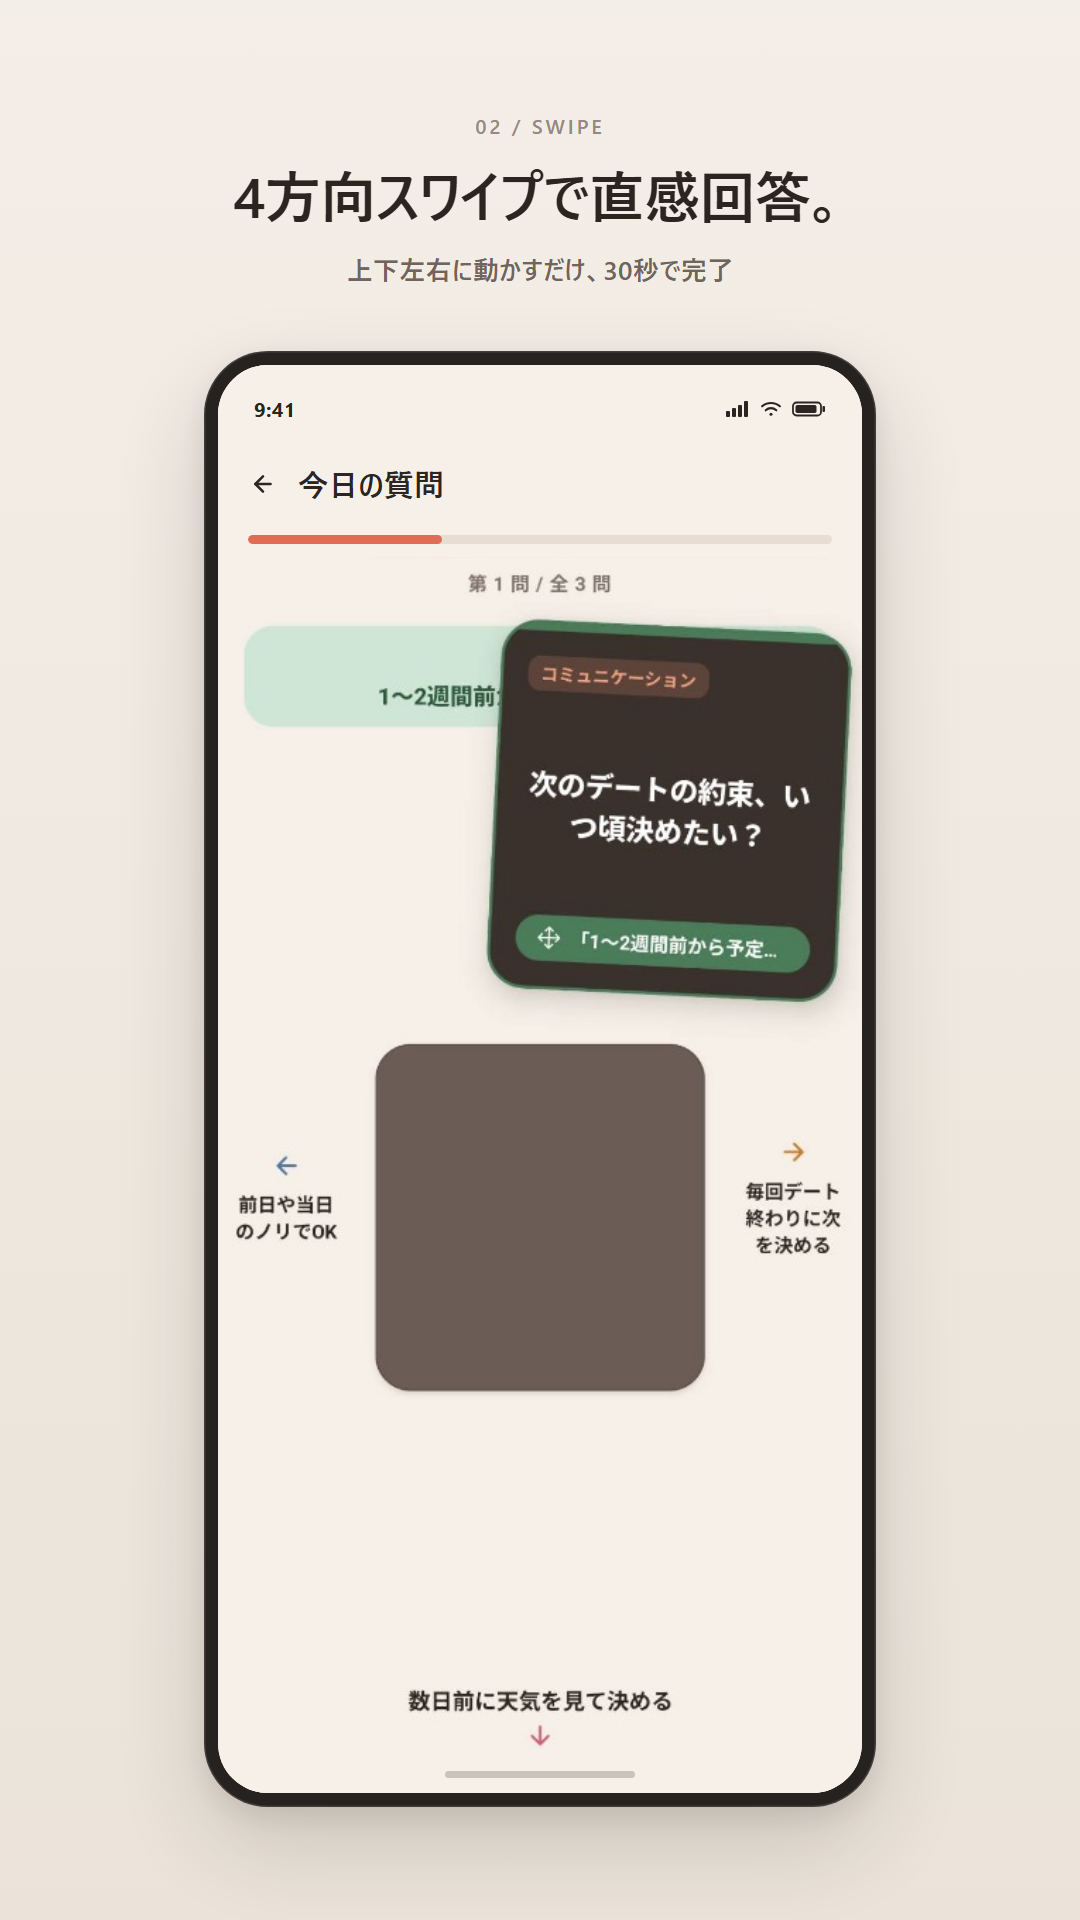 02 / SWIPE
4方向スワイプで直感回答。
上下左右に動かすだけ、30秒で完了
9:41
今日の質問
第 1 問 / 全 3 問
1〜2週間前
コミュニケーション
次のデートの約束、い
つ頃決めたい？
「1〜2週間前から予定...
前日や当日
のノリでOK
毎回デート
終わりに次
を決める
数日前に天気を見て決める